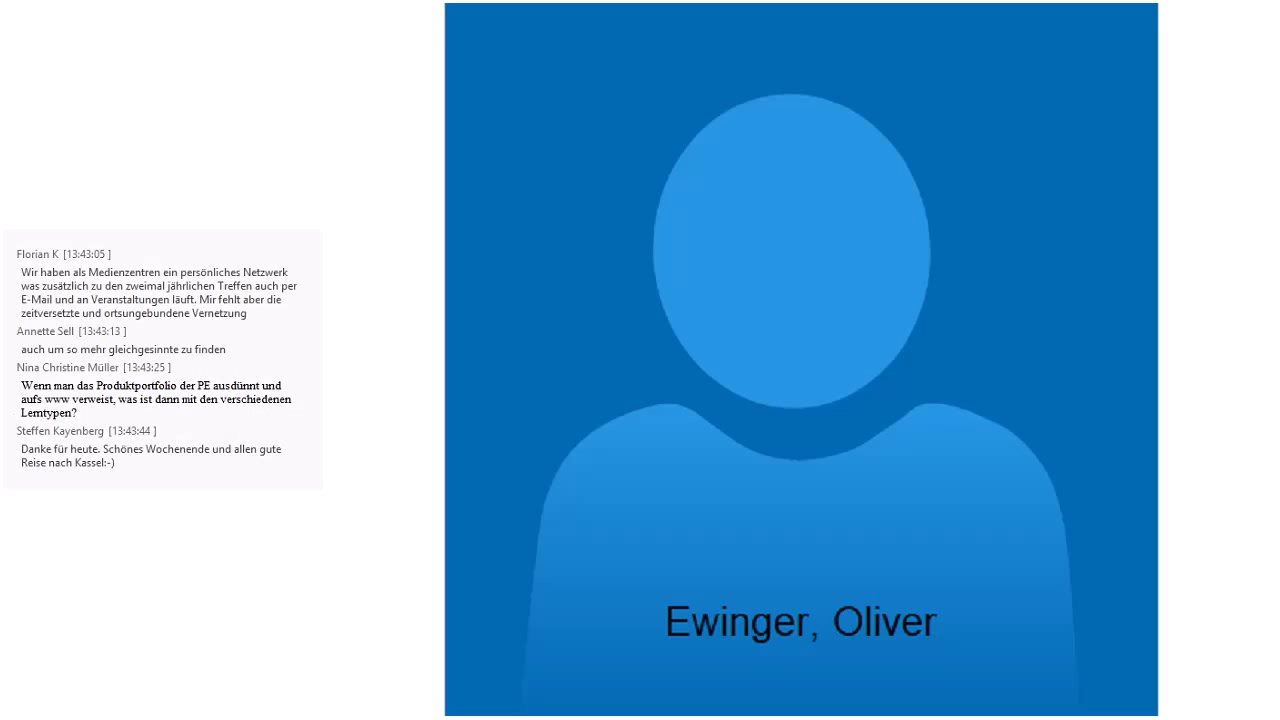 Florian K [13:43:05 ]
Wir haben als Medienzentren ein persönliches Netzwerk
was zusätzlich zu den zweimal jährlichen Treffen auch per
E-Mail und an Veranstaltungen läuft. Mir fehlt aber die
zeitversetzte und ortsungebundene Vernetzung
Annette Sell [13:43:13 ]
auch um so mehr gleichgesinnte zu finden
Nina Christine Müller [13:43:25 ]
Wenn man das Produktportfolio der PE ausdünnt und
aufs www verweist, was ist dann mit den verschiedenen
Lerntypen?
Steffen Kayenberg [13:43:44 ]
Danke für heute. Schönes Wochenende und allen gute
Reise nach Kassel:-)
Ewinger, Oliver